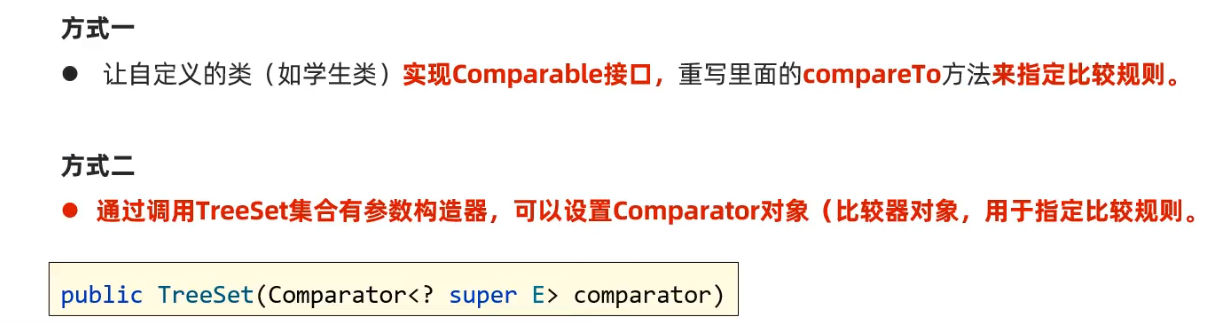 方式一
● 让自定义的类（如学生类）实现Comparable接口，重写里面的compareTo方法来指定比较规则。
方式二
● 通过调用TreeSet集合有参数构造器，可以设置Comparator对象（比较器对象，用于指定比较规则。
public TreeSet(Comparator<? super E> comparator)